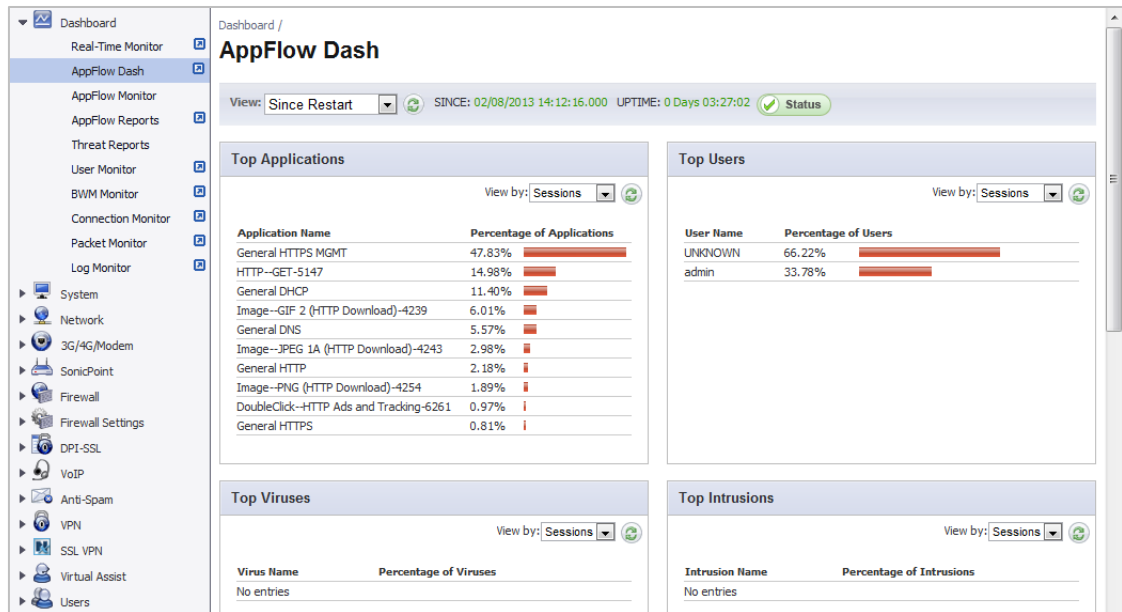 Dashboard
Real-Time Monitor
AppFlow Dash
AppFlow Monitor
AppFlow Reports
Threat Reports
User Monitor
BWM Monitor
Connection Monitor
Packet Monitor
Log Monitor
System
Network
3G/4G/Modem
SonicPoint
Firewall
Firewall Settings
DPI-SSL
VoIP
Anti-Spam
VPN
SSL VPN
Virtual Assist
Users
Dashboard /
AppFlow Dash
View: Since Restart SINCE: 02/08/2013 14:12:16.000 UPTIME: 0 Days 03:27:02 Status
Top Applications
View by: Sessions
Application Name Percentage of Applications
General HTTPS MGMT 47.83%
HTTP--GET-5147 14.98%
General DHCP 11.40%
Image--GIF 2 (HTTP Download)-4239 6.01%
General DNS 5.57%
Image--JPEG 1A (HTTP Download)-4243 2.98%
General HTTP 2.18%
Image--PNG (HTTP Download)-4254 1.89%
DoubleClick--HTTP Ads and Tracking-6261 0.97%
General HTTPS 0.81%
Top Users
View by: Sessions
User Name Percentage of Users
UNKNOWN 66.22%
admin 33.78%
Top Viruses
View by: Sessions
Virus Name Percentage of Viruses
No entries
Top Intrusions
View by: Sessions
Intrusion Name Percentage of Intrusions
No entries